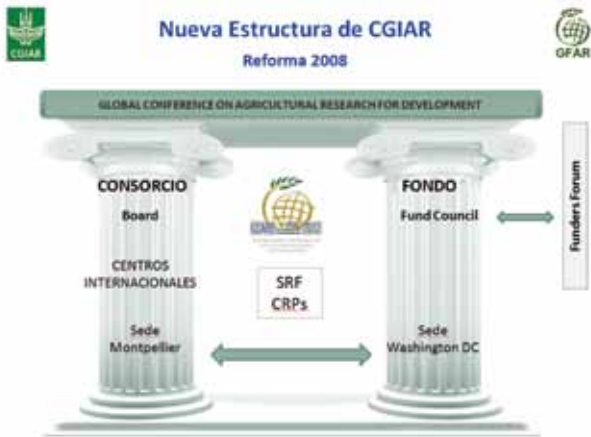 Nueva Estructura de CGIAR
Reforma 2008
CGIAR
GFAR
GLOBAL CONFERENCE ON AGRICULTURAL RESEARCH FOR DEVELOPMENT
CONSORCIO
Board
CENTROS
INTERNACIONALES
Sede
Montpellier
SRF
CRPs
FONDO
Fund Council
Sede
Washington DC
Funders Forum